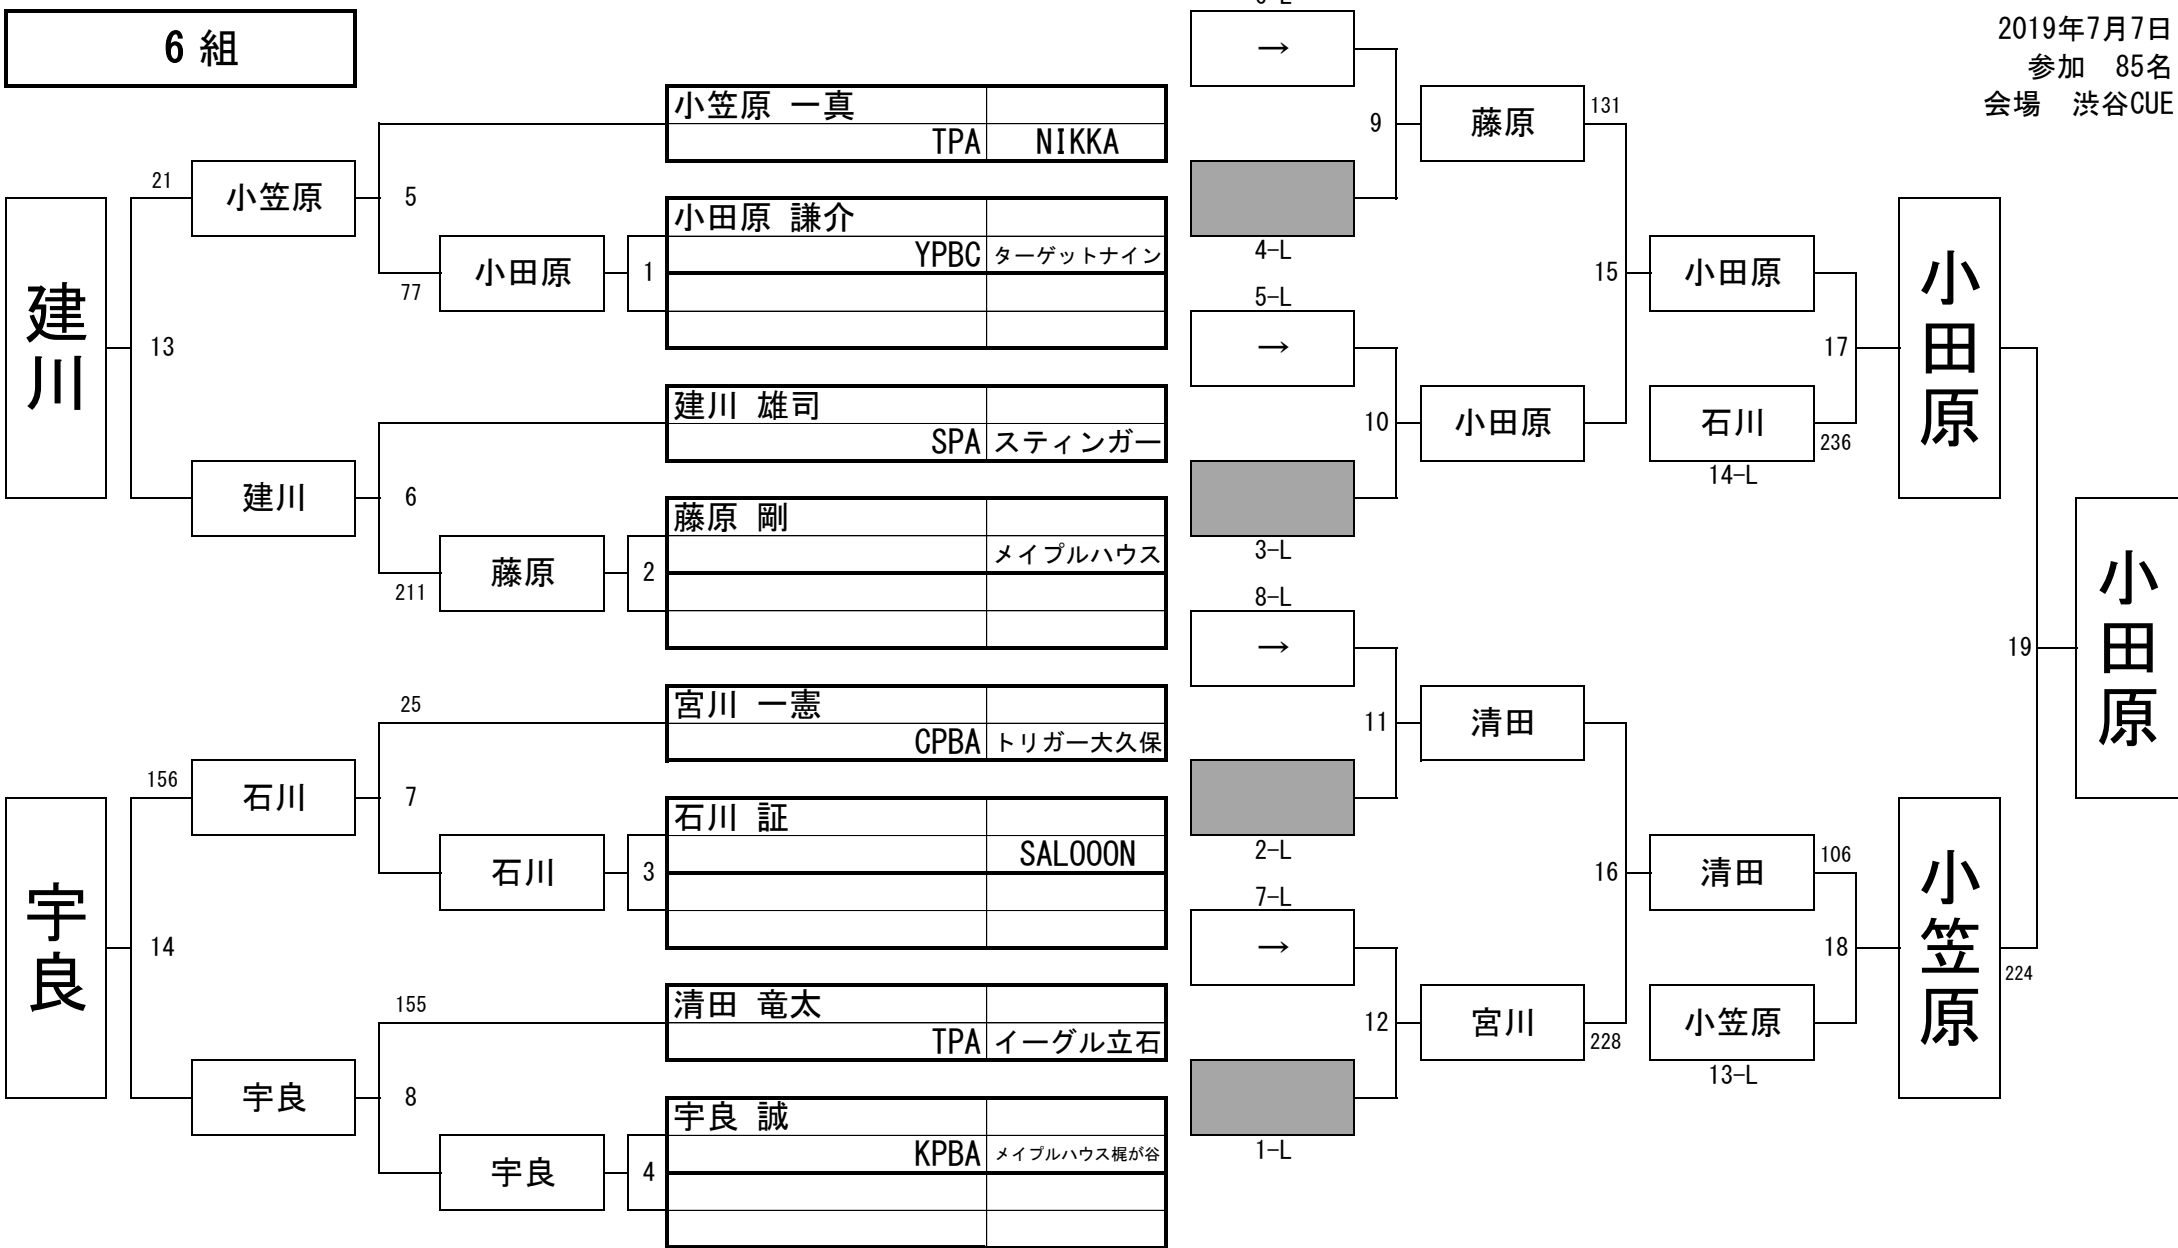 6 組
2019年7月7日
参加 85名
会場 渋谷CUE
建川
13
21
小笠原
建川
5
77
小田原
1
6
211
藤原
2
小笠原 一真
TPA NIKKA
小田原 謙介
YPBC ターゲットナイン
建川 雄司
SPA スティンガー
藤原 剛
メイプルハウス
宇良
14
156
石川
宇良
25
7
石川
3
155
8
宇良
4
宮川 一憲
CPBA トリガー大久保
石川 証
SALOOON
清田 竜太
TPA イーグル立石
宇良 誠
KPBA メイプルハウス梶が谷
→
4-L
9
藤原
131
5-L
→
3-L
10
小田原
15
小田原
石川
236
14-L
17
小田原
8-L
→
2-L
11
清田
7-L
→
1-L
12
宮川
228
16
清田
106
小笠原
13-L
18
小笠原
224
19
小田原